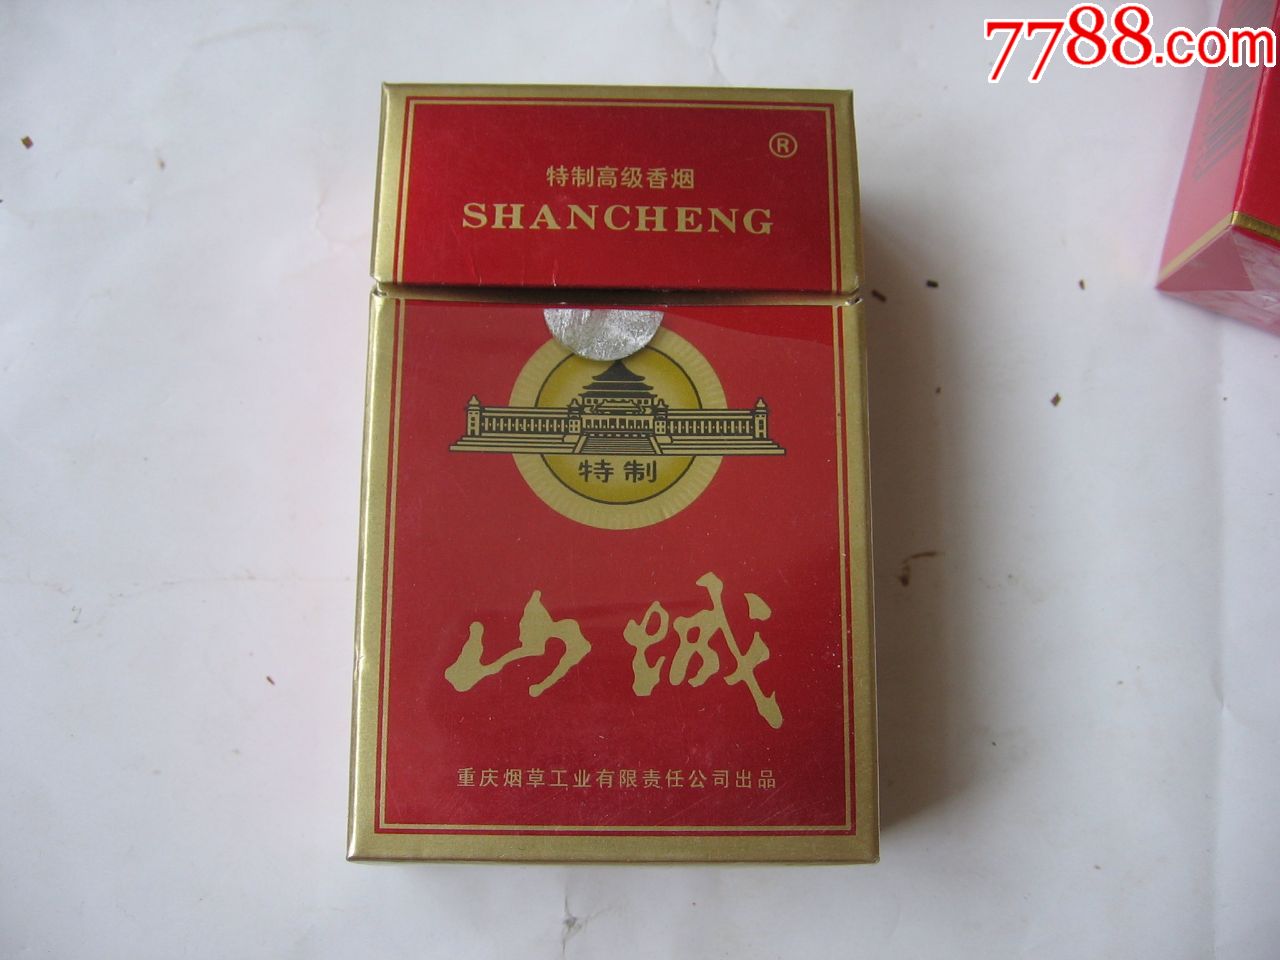 7788.com
®
特制高级香烟
SHANCHENG
特制
山城
重庆烟草工业有限责任公司出品